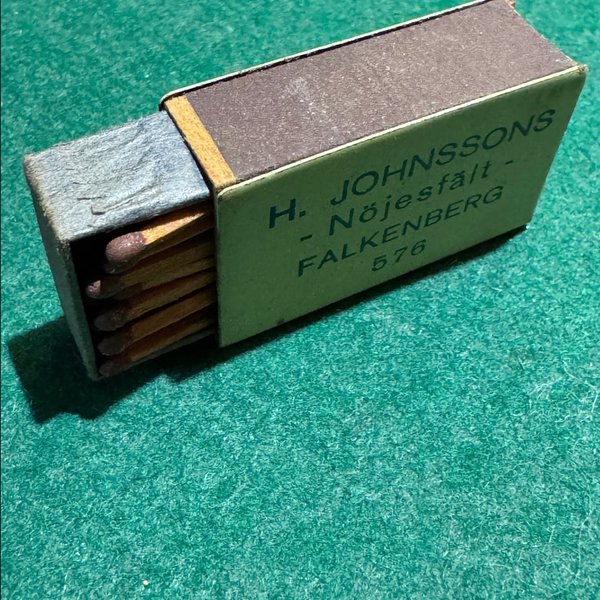 H. JOHNSSONS
- Nöjesfält -
FALKENBERG
576